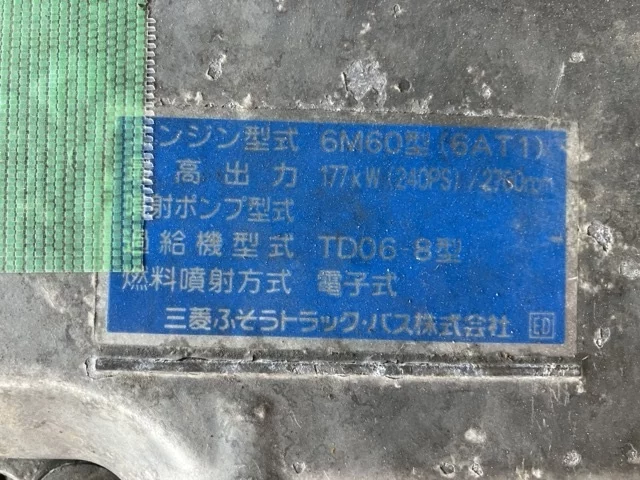 ンジン型式 6M60型(6AT1)
高出力 177kW(240PS)/2700rpm
射ポンプ型式
過給機型式 TD06-8型
燃料噴射方式 電子式
三菱ふそうトラック・バス株式会社 ED